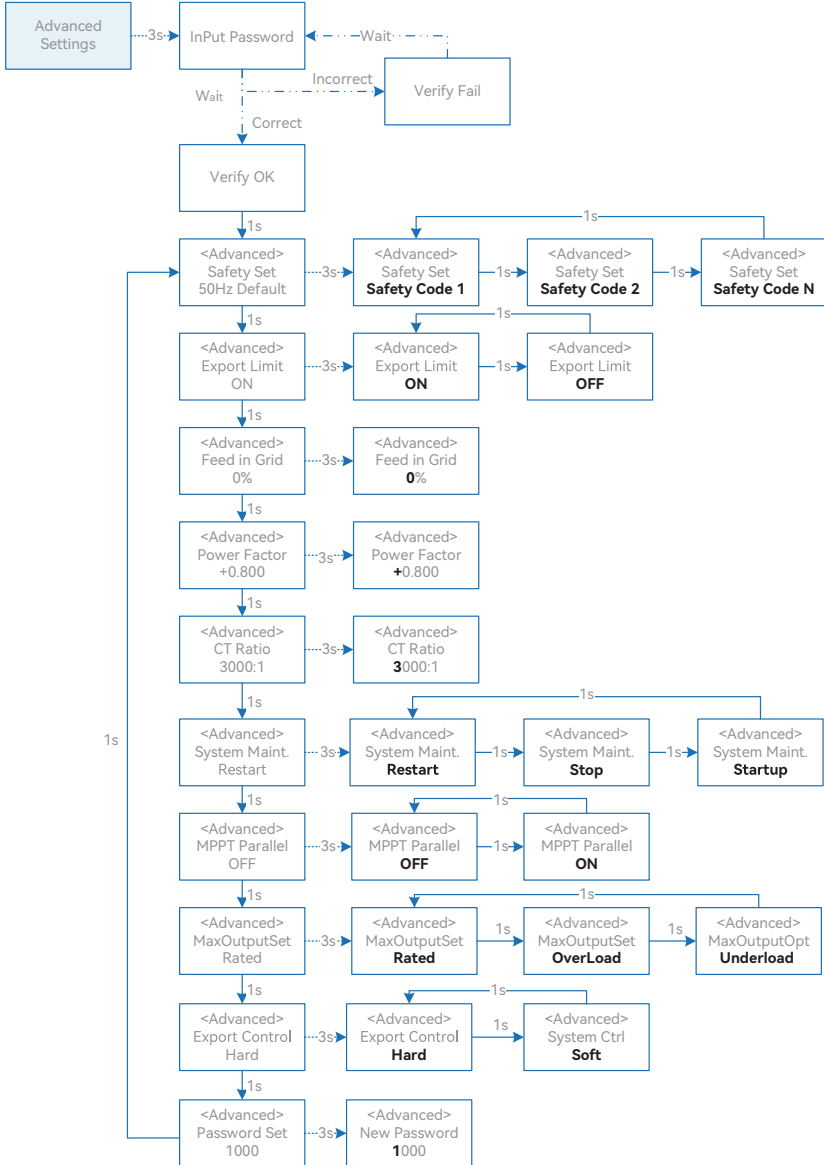 Advanced
Settings
3s
InPut Password
Wait
Verify Fail
Incorrect
Wait
Correct
Verify OK
1s
1s
<Advanced>
Safety Set
50Hz Default
3s
<Advanced>
Safety Set
Safety Code 1
1s
<Advanced>
Safety Set
Safety Code 2
1s
<Advanced>
Safety Set
Safety Code N
1s
1s
<Advanced>
Export Limit
ON
3s
<Advanced>
Export Limit
ON
1s
<Advanced>
Export Limit
OFF
1s
<Advanced>
Feed in Grid
0%
3s
<Advanced>
Feed in Grid
0%
1s
<Advanced>
Power Factor
+0.800
3s
<Advanced>
Power Factor
+0.800
1s
<Advanced>
CT Ratio
3000:1
3s
<Advanced>
CT Ratio
3000:1
1s
1s
1s
<Advanced>
System Maint.
Restart
3s
<Advanced>
System Maint.
Restart
1s
<Advanced>
System Maint.
Stop
1s
<Advanced>
System Maint.
Startup
1s
1s
<Advanced>
MPPT Parallel
OFF
3s
<Advanced>
MPPT Parallel
OFF
1s
<Advanced>
MPPT Parallel
ON
1s
1s
<Advanced>
MaxOutputSet
Rated
3s
<Advanced>
MaxOutputSet
Rated
1s
<Advanced>
MaxOutputSet
OverLoad
1s
<Advanced>
MaxOutputOpt
Underload
1s
1s
<Advanced>
Export Control
Hard
3s
<Advanced>
Export Control
Hard
1s
<Advanced>
System Ctrl
Soft
1s
<Advanced>
Password Set
1000
3s
<Advanced>
New Password
1000